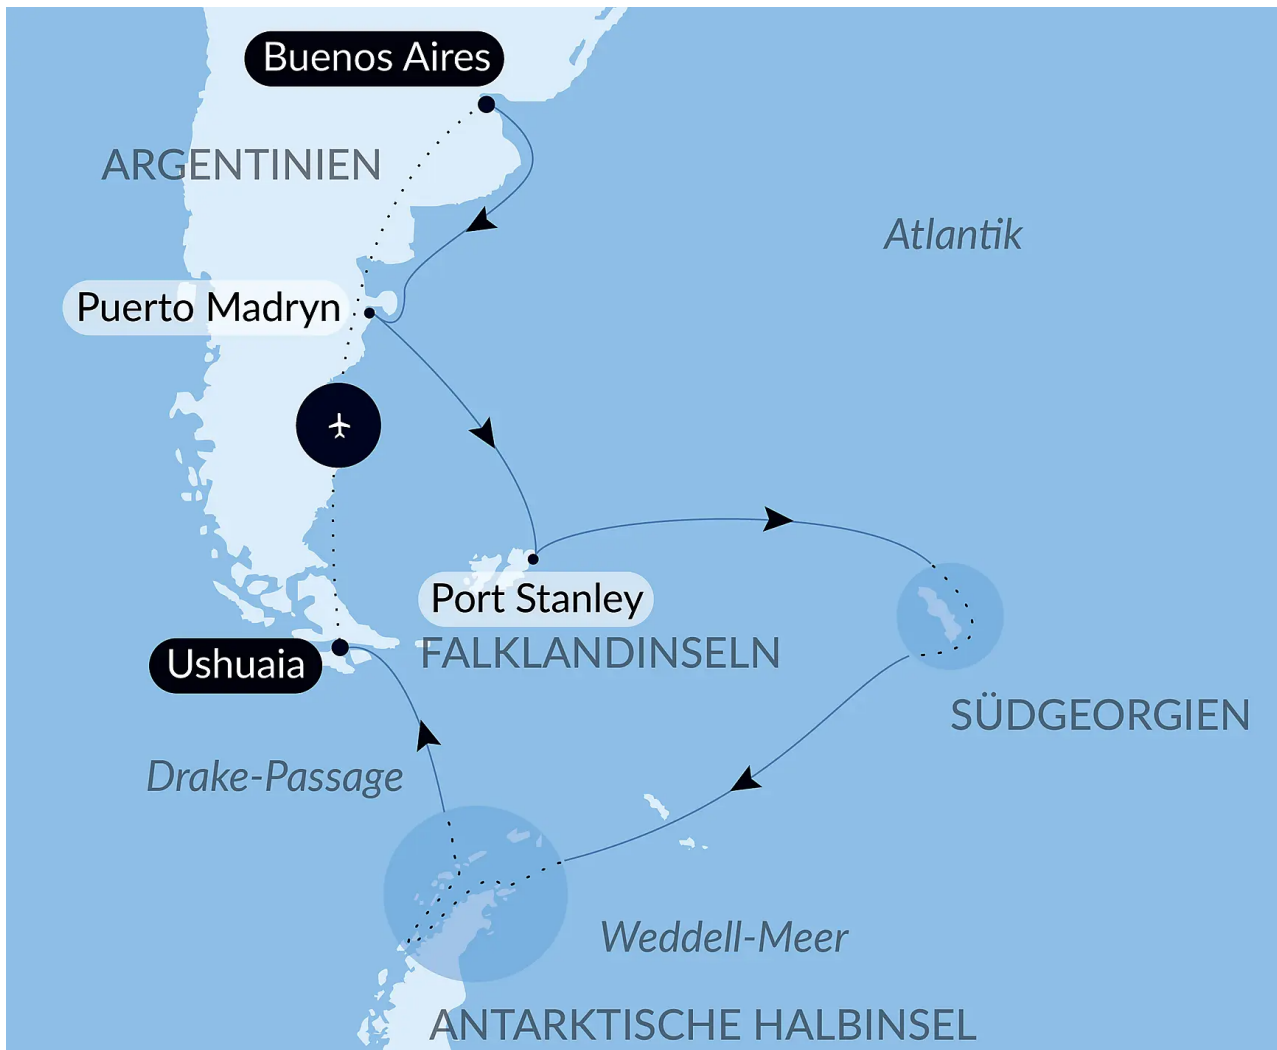 Buenos Aires
ARGENTINIEN
Atlantik
Puerto Madryn
Port Stanley
FALKLANDINSELN
Ushuaia
SÜDGEORGIEN
Drake-Passage
Weddell-Meer
ANTARKTISCHE HALBINSEL